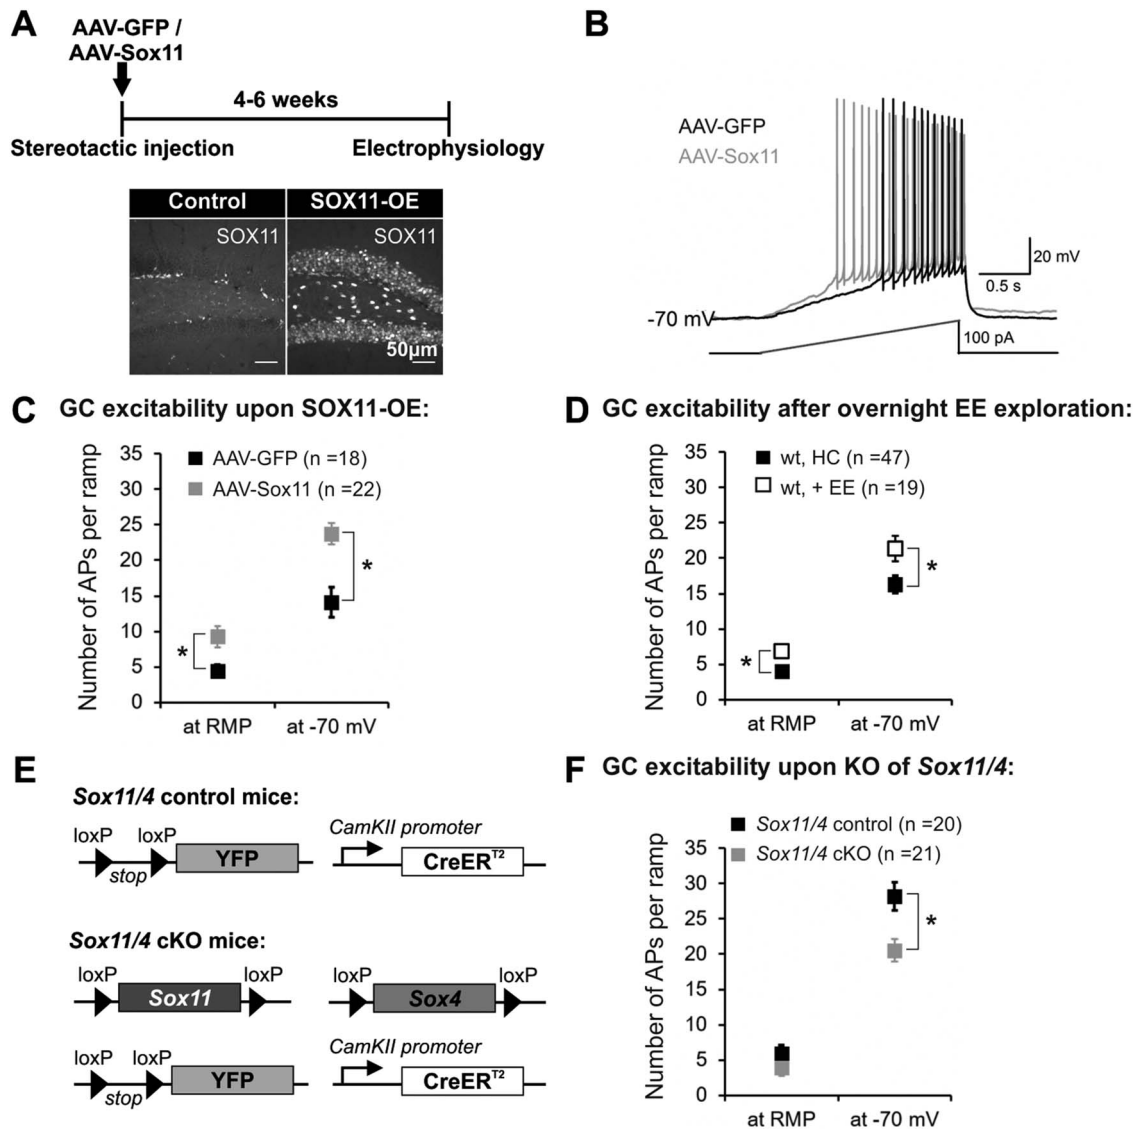 A
AAV-GFP /
AAV-Sox11
4-6 weeks
Stereotactic injection
Electrophysiology
Control
SOX11-OE
SOX11
SOX11
50µm
B
AAV-GFP
AAV-Sox11
20 mV
0.5 s
-70 mV
100 pA
C GC excitability upon SOX11-OE:
Number of APs per ramp
35
30
25
20
15
10
5
0
AAV-GFP (n =18)
AAV-Sox11 (n =22)
*
*
at RMP
at -70 mV
D GC excitability after overnight EE exploration:
Number of APs per ramp
35
30
25
20
15
10
5
0
wt, HC (n =47)
wt, + EE (n =19)
*
*
at RMP
at -70 mV
E
Sox11/4 control mice:
loxP loxP
YFP
stop
CamKII promoter
CreERT2
Sox11/4 cKO mice:
loxP loxP
Sox11
loxP loxP
Sox4
loxP loxP
YFP
stop
CamKII promoter
CreERT2
F GC excitability upon KO of Sox11/4:
Number of APs per ramp
Sox11/4 control (n =20)
Sox11/4 cKO (n =21)
35
30
25
20
15
10
5
0
*
at RMP
at -70 mV